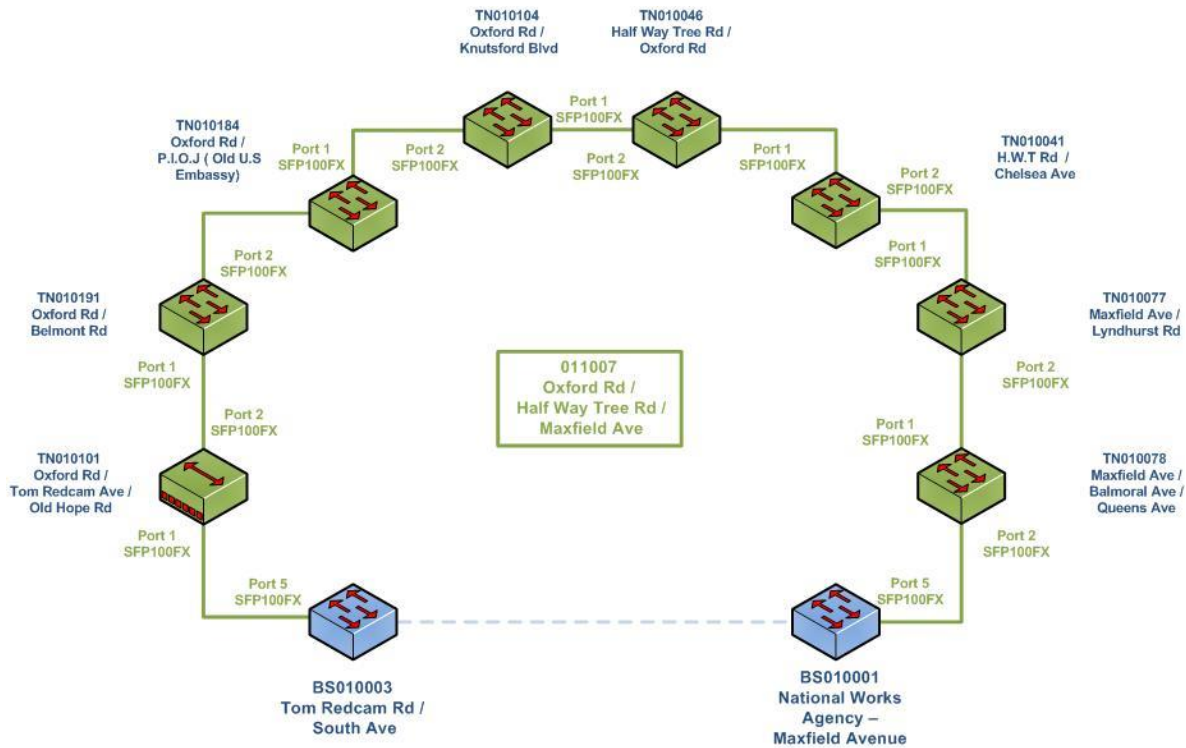 TN010104
Oxford Rd /
Knutsford Blvd
TN010046
Half Way Tree Rd /
Oxford Rd
TN010184
Oxford Rd /
P.I.O.J ( Old U.S
Embassy)
Port 1
SFP100FX
Port 2
SFP100FX
Port 1
SFP100FX
Port 2
SFP100FX
Port 1
SFP100FX
TN010041
H.W.T Rd /
Chelsea Ave
Port 2
SFP100FX
Port 1
SFP100FX
Port 2
SFP100FX
TN010191
Oxford Rd /
Belmont Rd
TN010077
Maxfield Ave /
Lyndhurst Rd
Port 1
SFP100FX
011007
Oxford Rd /
Half Way Tree Rd /
Maxfield Ave
Port 2
SFP100FX
Port 2
SFP100FX
Port 1
SFP100FX
TN010101
Oxford Rd /
Tom Redcam Ave /
Old Hope Rd
TN010078
Maxfield Ave /
Balmoral Ave /
Queens Ave
Port 1
SFP100FX
Port 2
SFP100FX
Port 5
SFP100FX
Port 5
SFP100FX
BS010003
Tom Redcam Rd /
South Ave
BS010001
National Works
Agency –
Maxfield Avenue